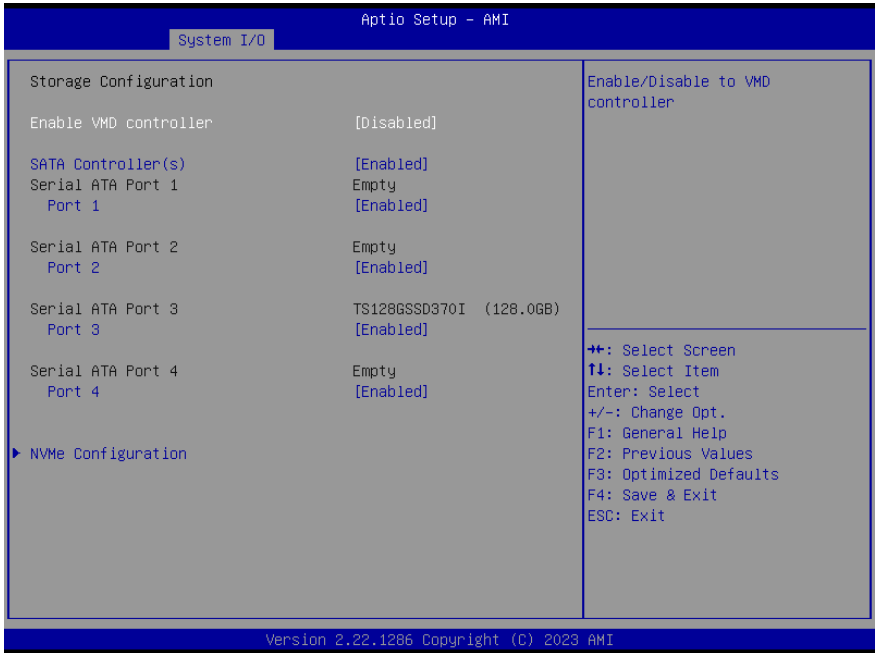 Aptio Setup – AMI
System I/O
Storage Configuration
Enable VMD controller [Disabled]
SATA Controller(s) [Enabled]
Serial ATA Port 1 Empty
Port 1 [Enabled]
Serial ATA Port 2 Empty
Port 2 [Enabled]
Serial ATA Port 3 TS128GSSD370I (128.0GB)
Port 3 [Enabled]
Serial ATA Port 4 Empty
Port 4 [Enabled]
NVMe Configuration
Enable/Disable to VMD
controller
→←: Select Screen
↑↓: Select Item
Enter: Select
+/-: Change Opt.
F1: General Help
F2: Previous Values
F3: Optimized Defaults
F4: Save & Exit
ESC: Exit
Version 2.22.1286 Copyright (C) 2023 AMI